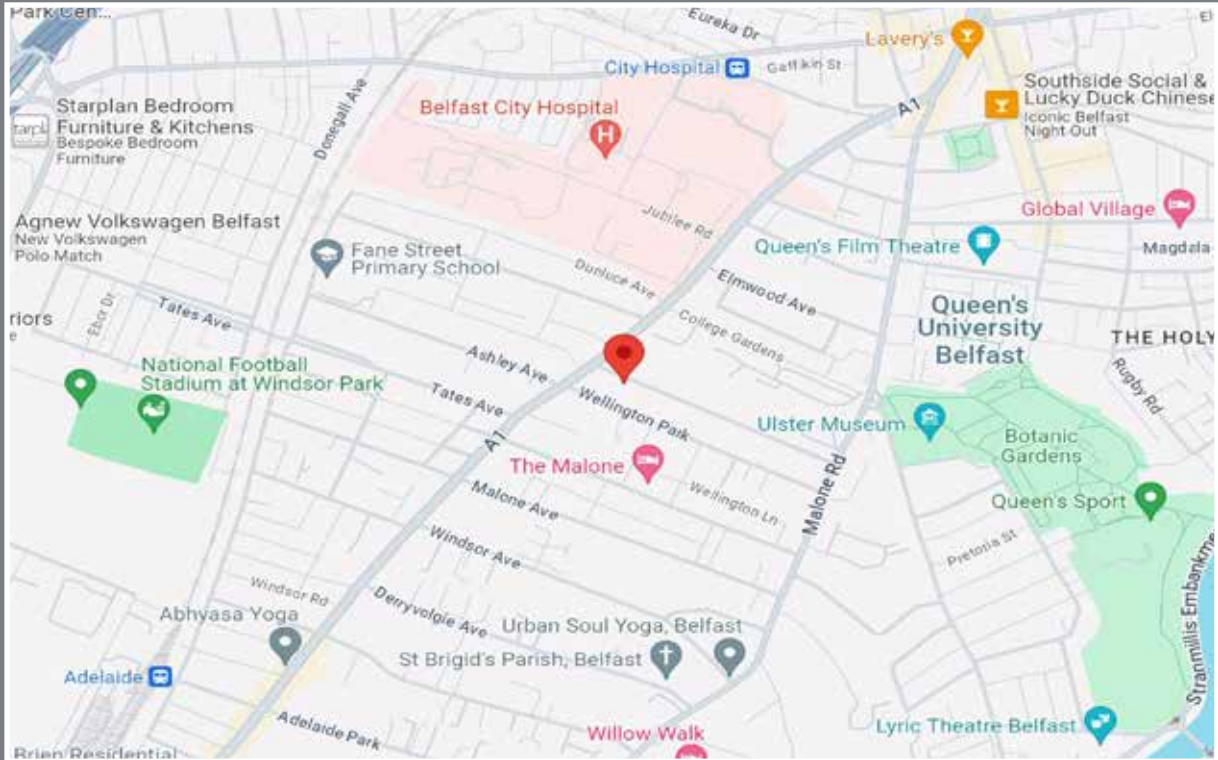 Park Cen...
Eureka Dr
Lavery's
El
City Hospital
Gaffikin St
Southside Social &
Lucky Duck Chinese
Iconic Belfast
Night Out
A1
Starplan Bedroom
Furniture & Kitchens
Bespoke Bedroom
Furniture
starpl
Donegall Ave
Belfast City Hospital
H
Agnew Volkswagen Belfast
New Volkswagen
Polo Match
Fane Street
Primary School
Jubilee Rd
Global Village
Queen's Film Theatre
Magdala
Dunluce Ave
Elmwood Ave
College Gardens
Queen's
University
Belfast
THE HOLY
Rugby Rd
riors
e
Ebor Dr
Tates Ave
National Football
Stadium at Windsor Park
Ashley Ave
Tates Ave
Wellington Park
Ulster Museum
Botanic
Gardens
A1
The Malone
Malone Ave
Wellington Ln
Malone Rd
Queen's Sport
Windsor Ave
Pretoria St
Windsor Rd
Derryvolgie Ave
Abhyasa Yoga
Urban Soul Yoga, Belfast
St Brigid's Parish, Belfast
Stranmillis Embankme
Adelaide
Adelaide Park
Willow Walk
Lyric Theatre Belfast
Brien Residential